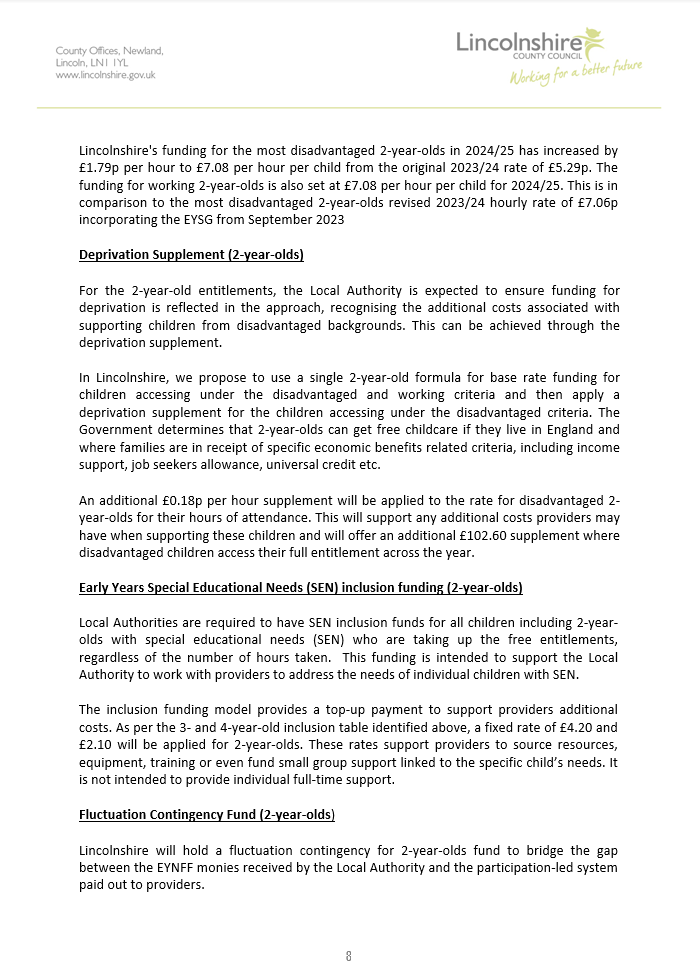 County Offices, Newland,
Lincoln, LN1 1YL
www.lincolnshire.gov.uk
Lincolnshire
COUNTY COUNCIL
Working for a better future
Lincolnshire's funding for the most disadvantaged 2-year-olds in 2024/25 has increased by
£1.79p per hour to £7.08 per hour per child from the original 2023/24 rate of £5.29p. The
funding for working 2-year-olds is also set at £7.08 per hour per child for 2024/25. This is in
comparison to the most disadvantaged 2-year-olds revised 2023/24 hourly rate of £7.06p
incorporating the EYSG from September 2023
Deprivation Supplement (2-year-olds)
For the 2-year-old entitlements, the Local Authority is expected to ensure funding for
deprivation is reflected in the approach, recognising the additional costs associated with
supporting children from disadvantaged backgrounds. This can be achieved through the
deprivation supplement.
In Lincolnshire, we propose to use a single 2-year-old formula for base rate funding for
children accessing under the disadvantaged and working criteria and then apply a
deprivation supplement for the children accessing under the disadvantaged criteria. The
Government determines that 2-year-olds can get free childcare if they live in England and
where families are in receipt of specific economic benefits related criteria, including income
support, job seekers allowance, universal credit etc.
An additional £0.18p per hour supplement will be applied to the rate for disadvantaged 2-
year-olds for their hours of attendance. This will support any additional costs providers may
have when supporting these children and will offer an additional £102.60 supplement where
disadvantaged children access their full entitlement across the year.
Early Years Special Educational Needs (SEN) inclusion funding (2-year-olds)
Local Authorities are required to have SEN inclusion funds for all children including 2-year-
olds with special educational needs (SEN) who are taking up the free entitlements,
regardless of the number of hours taken.  This funding is intended to support the Local
Authority to work with providers to address the needs of individual children with SEN.
The inclusion funding model provides a top-up payment to support providers additional
costs. As per the 3- and 4-year-old inclusion table identified above, a fixed rate of £4.20 and
£2.10 will be applied for 2-year-olds. These rates support providers to source resources,
equipment, training or even fund small group support linked to the specific child's needs. It
is not intended to provide individual full-time support.
Fluctuation Contingency Fund (2-year-olds)
Lincolnshire will hold a fluctuation contingency for 2-year-olds fund to bridge the gap
between the EYNFF monies received by the Local Authority and the participation-led system
paid out to providers.
8